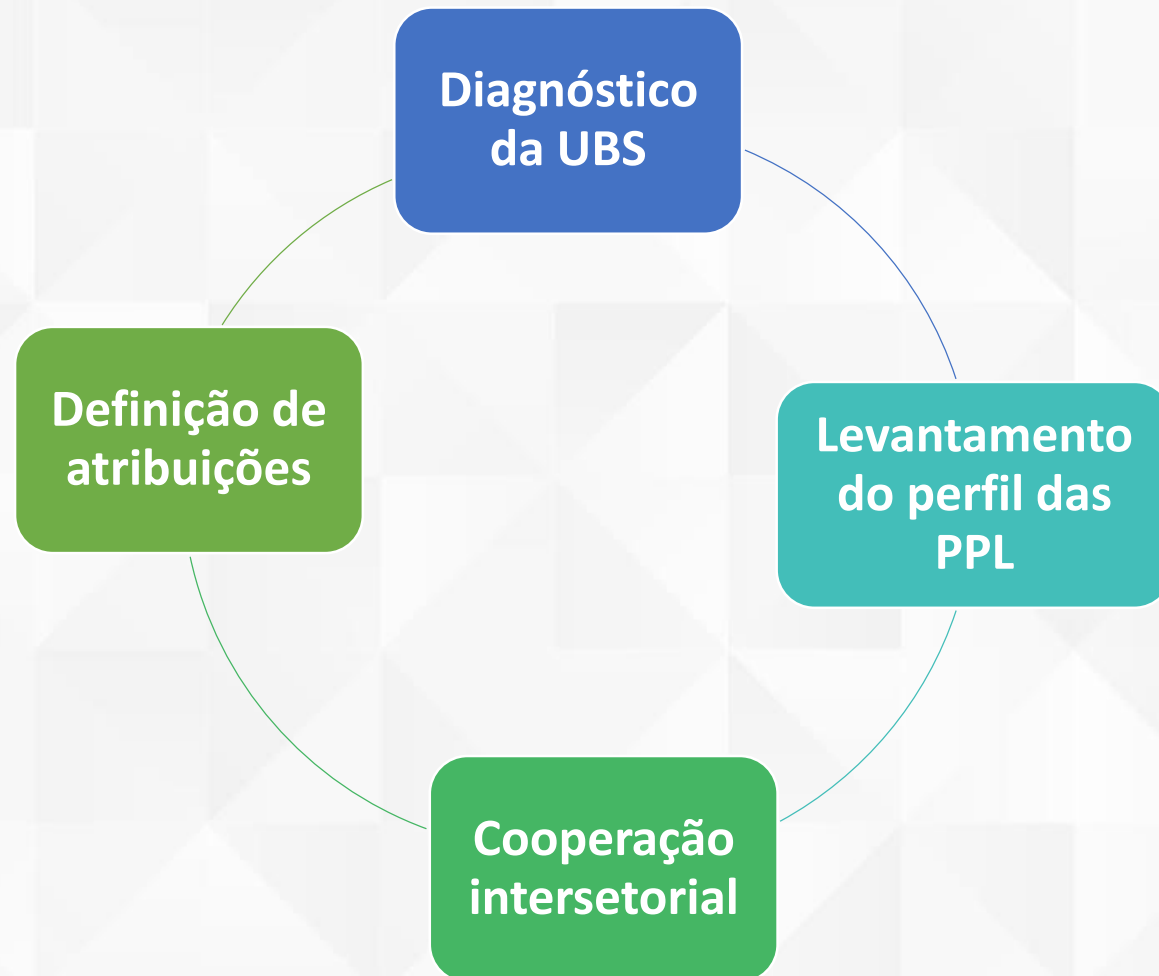 Diagnóstico
da UBS
Levantamento
do perfil das
PPL
Cooperação
intersetorial
Definição de
atribuições